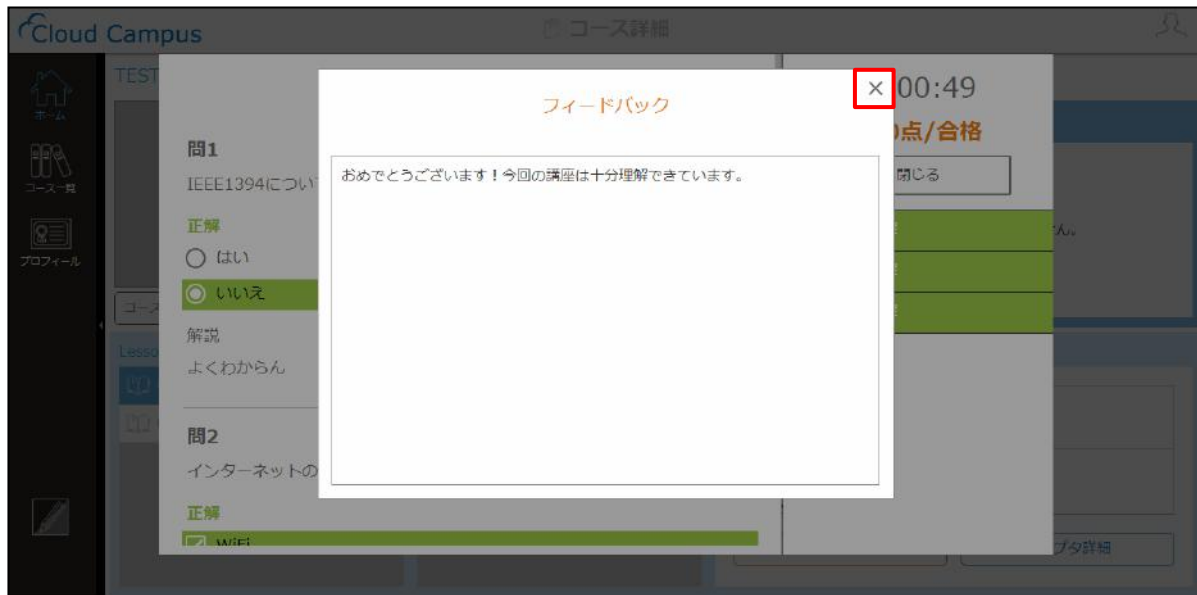 Cloud Campus
コース詳細
ホーム
コース一覧
プロフィール
TEST
フィードバック
×
おめでとうございます！今回の講座は十分理解できています。
00:49
点/合格
閉じる
問1
IEEE1394につい
正解
はい
いいえ
解説
よくわからん
問2
インターネットの
正解
WiFi
コース
Lesso
ん。
プタ詳細